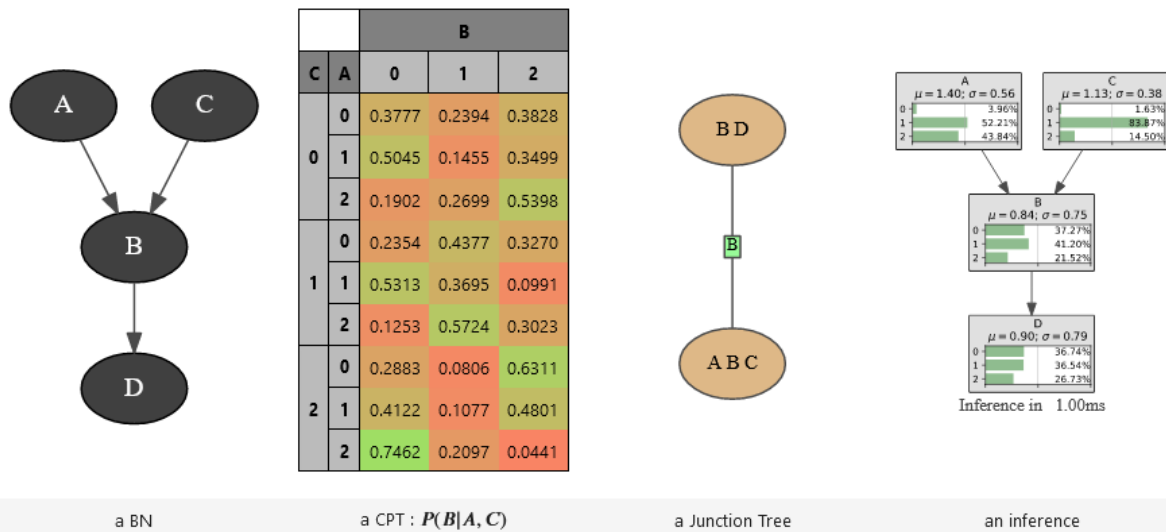 A C
B
D
B
C A 0 1 2
0 0 0.3777 0.2394 0.3828
1 0.5045 0.1455 0.3499
2 0.1902 0.2699 0.5398
1 0 0.2354 0.4377 0.3270
1 0.5313 0.3695 0.0991
2 0.1253 0.5724 0.3023
2 0 0.2883 0.0806 0.6311
1 0.4122 0.1077 0.4801
2 0.7462 0.2097 0.0441
B D
B
A B C
A
μ = 1.40; σ = 0.56
0 3.96%
1 52.21%
2 43.84%
C
μ = 1.13; σ = 0.38
0 1.63%
1 83.87%
2 14.50%
B
μ = 0.84; σ = 0.75
0 37.27%
1 41.20%
2 21.52%
D
μ = 0.90; σ = 0.79
0 36.74%
1 36.54%
2 26.73%
Inference in 1.00ms
a BN
a CPT : P(B|A, C)
a Junction Tree
an inference